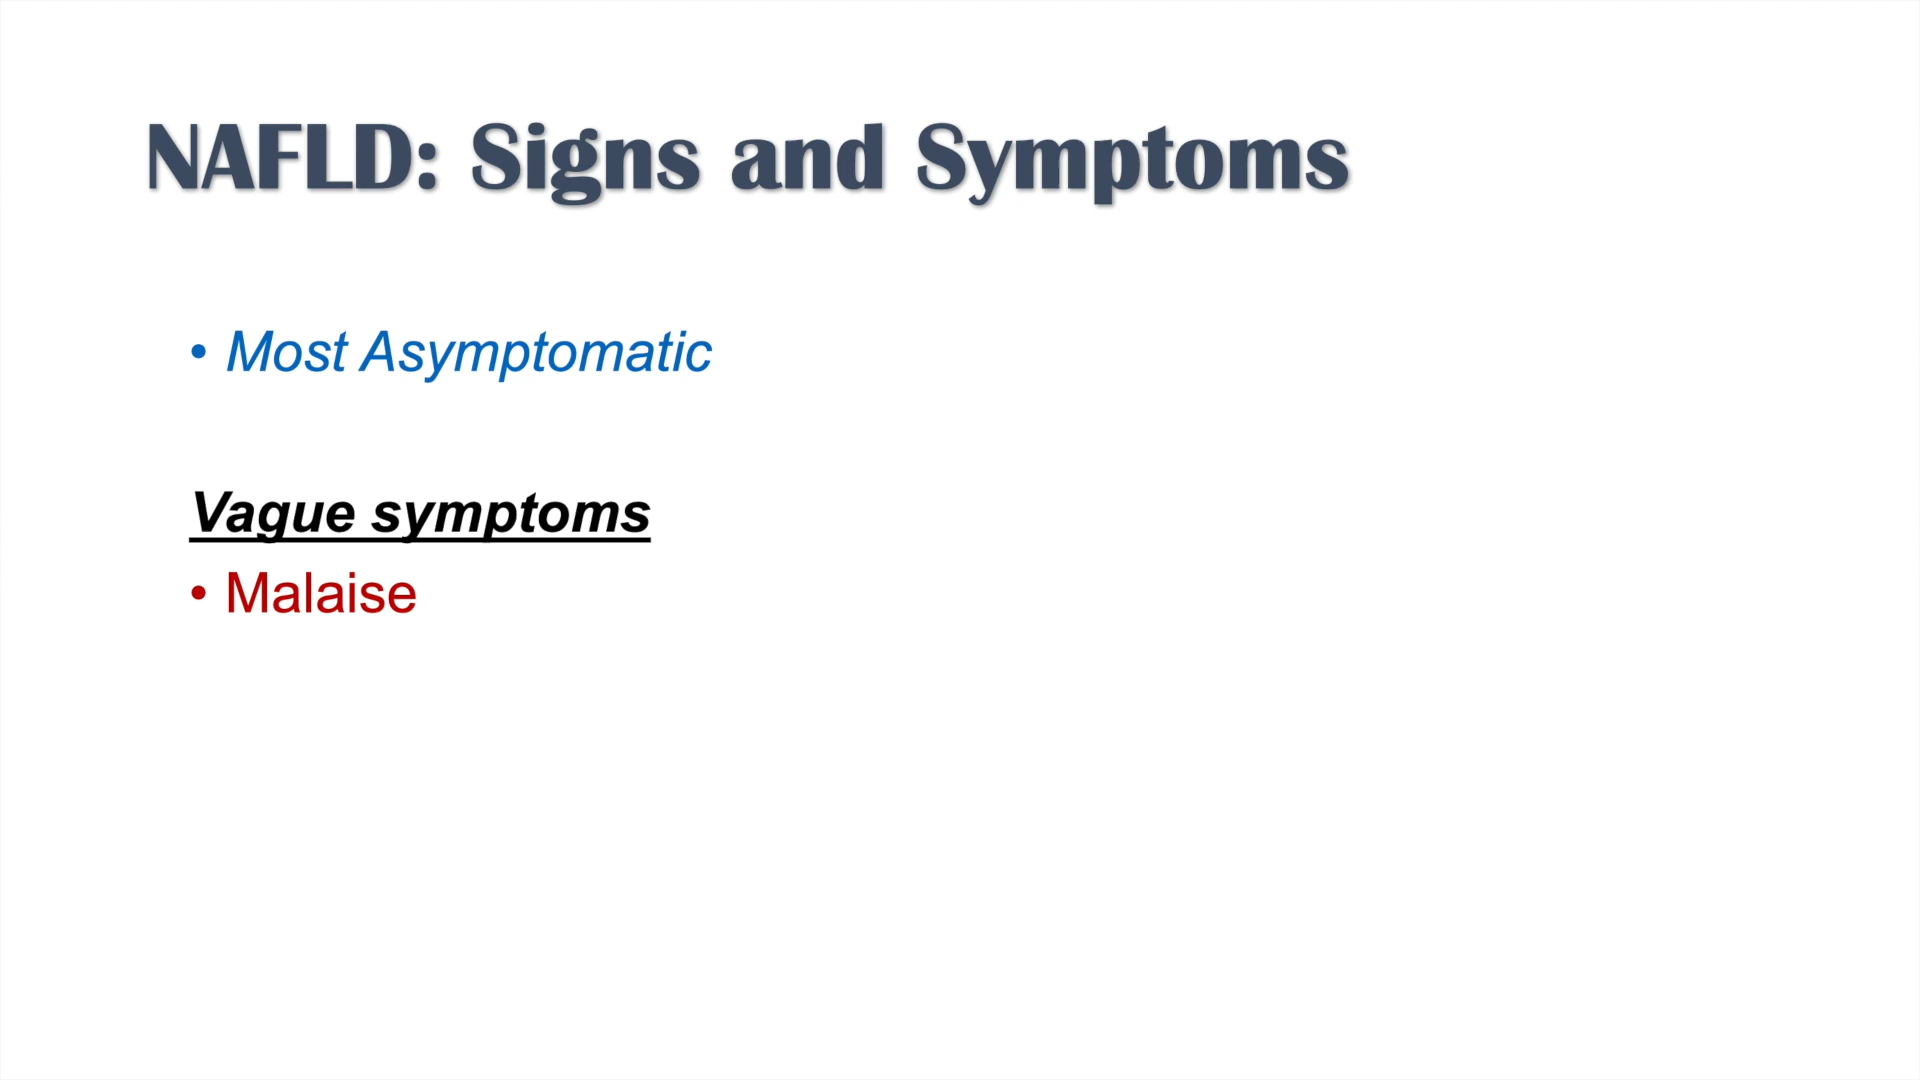 NAFLD: Signs and Symptoms
• Most Asymptomatic
Vague symptoms
• Malaise